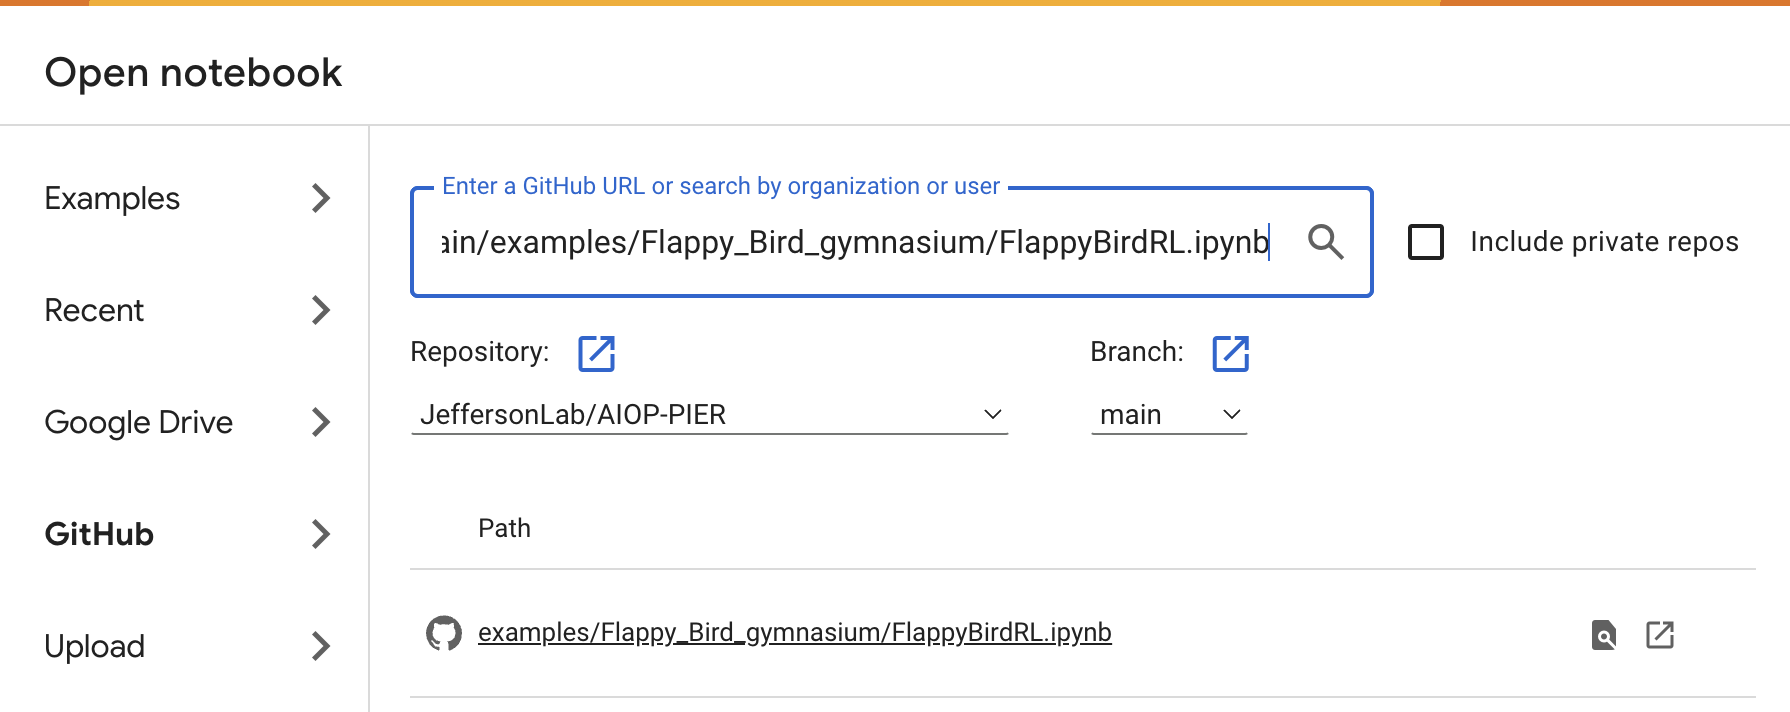 Open notebook
Examples
Recent
Google Drive
GitHub
Upload
Enter a GitHub URL or search by organization or user
ain/examples/Flappy_Bird_gymnasium/FlappyBirdRL.ipynb
Include private repos
Repository:
Branch:
JeffersonLab/AIOP-PIER
main
Path
examples/Flappy_Bird_gymnasium/FlappyBirdRL.ipynb